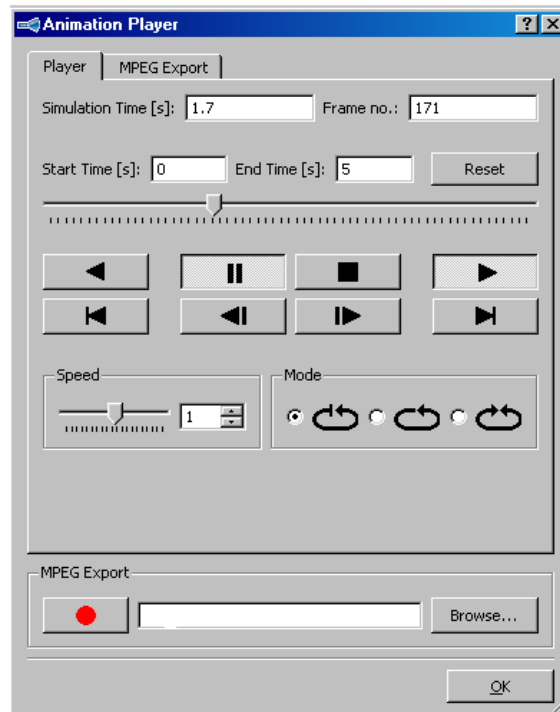 Animation Player
Player MPEG Export
Simulation Time [s]: 1.7 Frame no.: 171
Start Time [s]: 0 End Time [s]: 5 Reset
Speed Mode
1
MPEG Export
Browse...
OK